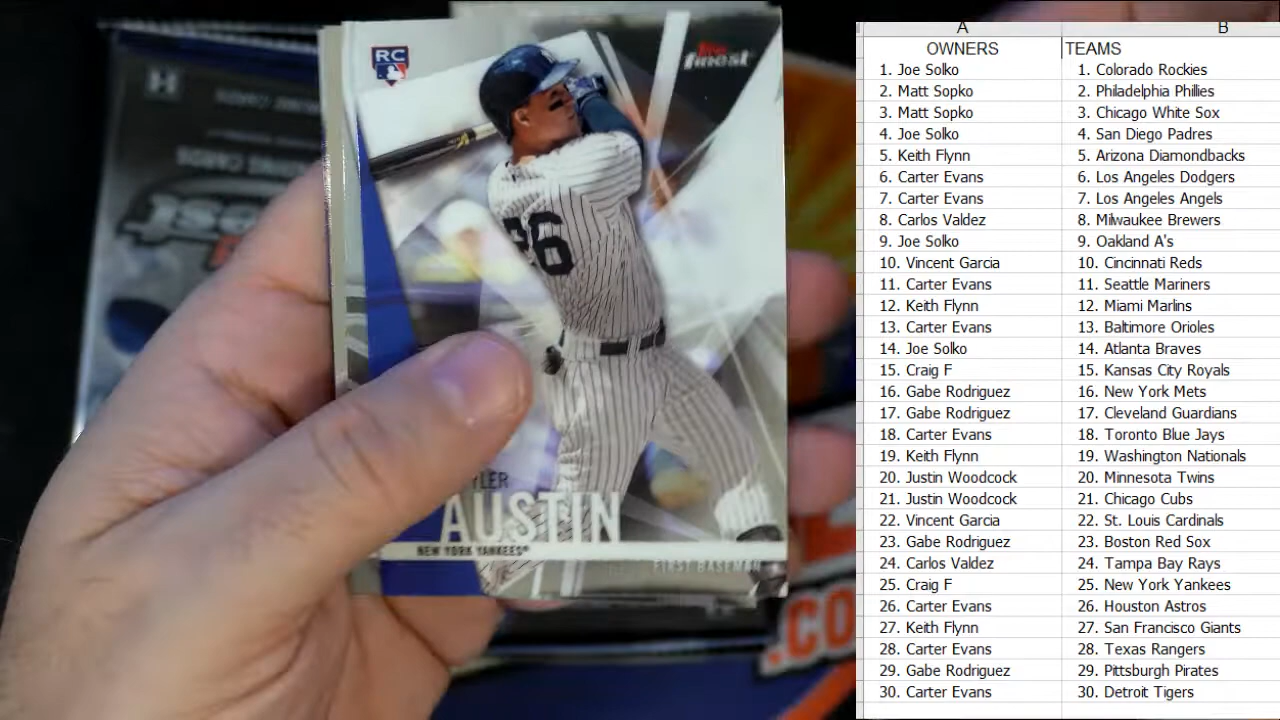 RC
Topps
finest
26
TYLER
AUSTIN
NEW YORK YANKEES®
FIRST BASEMAN
H
.CO
A B
OWNERS TEAMS
1. Joe Solko 1. Colorado Rockies
2. Matt Sopko 2. Philadelphia Phillies
3. Matt Sopko 3. Chicago White Sox
4. Joe Solko 4. San Diego Padres
5. Keith Flynn 5. Arizona Diamondbacks
6. Carter Evans 6. Los Angeles Dodgers
7. Carter Evans 7. Los Angeles Angels
8. Carlos Valdez 8. Milwaukee Brewers
9. Joe Solko 9. Oakland A's
10. Vincent Garcia 10. Cincinnati Reds
11. Carter Evans 11. Seattle Mariners
12. Keith Flynn 12. Miami Marlins
13. Carter Evans 13. Baltimore Orioles
14. Joe Solko 14. Atlanta Braves
15. Craig F 15. Kansas City Royals
16. Gabe Rodriguez 16. New York Mets
17. Gabe Rodriguez 17. Cleveland Guardians
18. Carter Evans 18. Toronto Blue Jays
19. Keith Flynn 19. Washington Nationals
20. Justin Woodcock 20. Minnesota Twins
21. Justin Woodcock 21. Chicago Cubs
22. Vincent Garcia 22. St. Louis Cardinals
23. Gabe Rodriguez 23. Boston Red Sox
24. Carlos Valdez 24. Tampa Bay Rays
25. Craig F 25. New York Yankees
26. Carter Evans 26. Houston Astros
27. Keith Flynn 27. San Francisco Giants
28. Carter Evans 28. Texas Rangers
29. Gabe Rodriguez 29. Pittsburgh Pirates
30. Carter Evans 30. Detroit Tigers